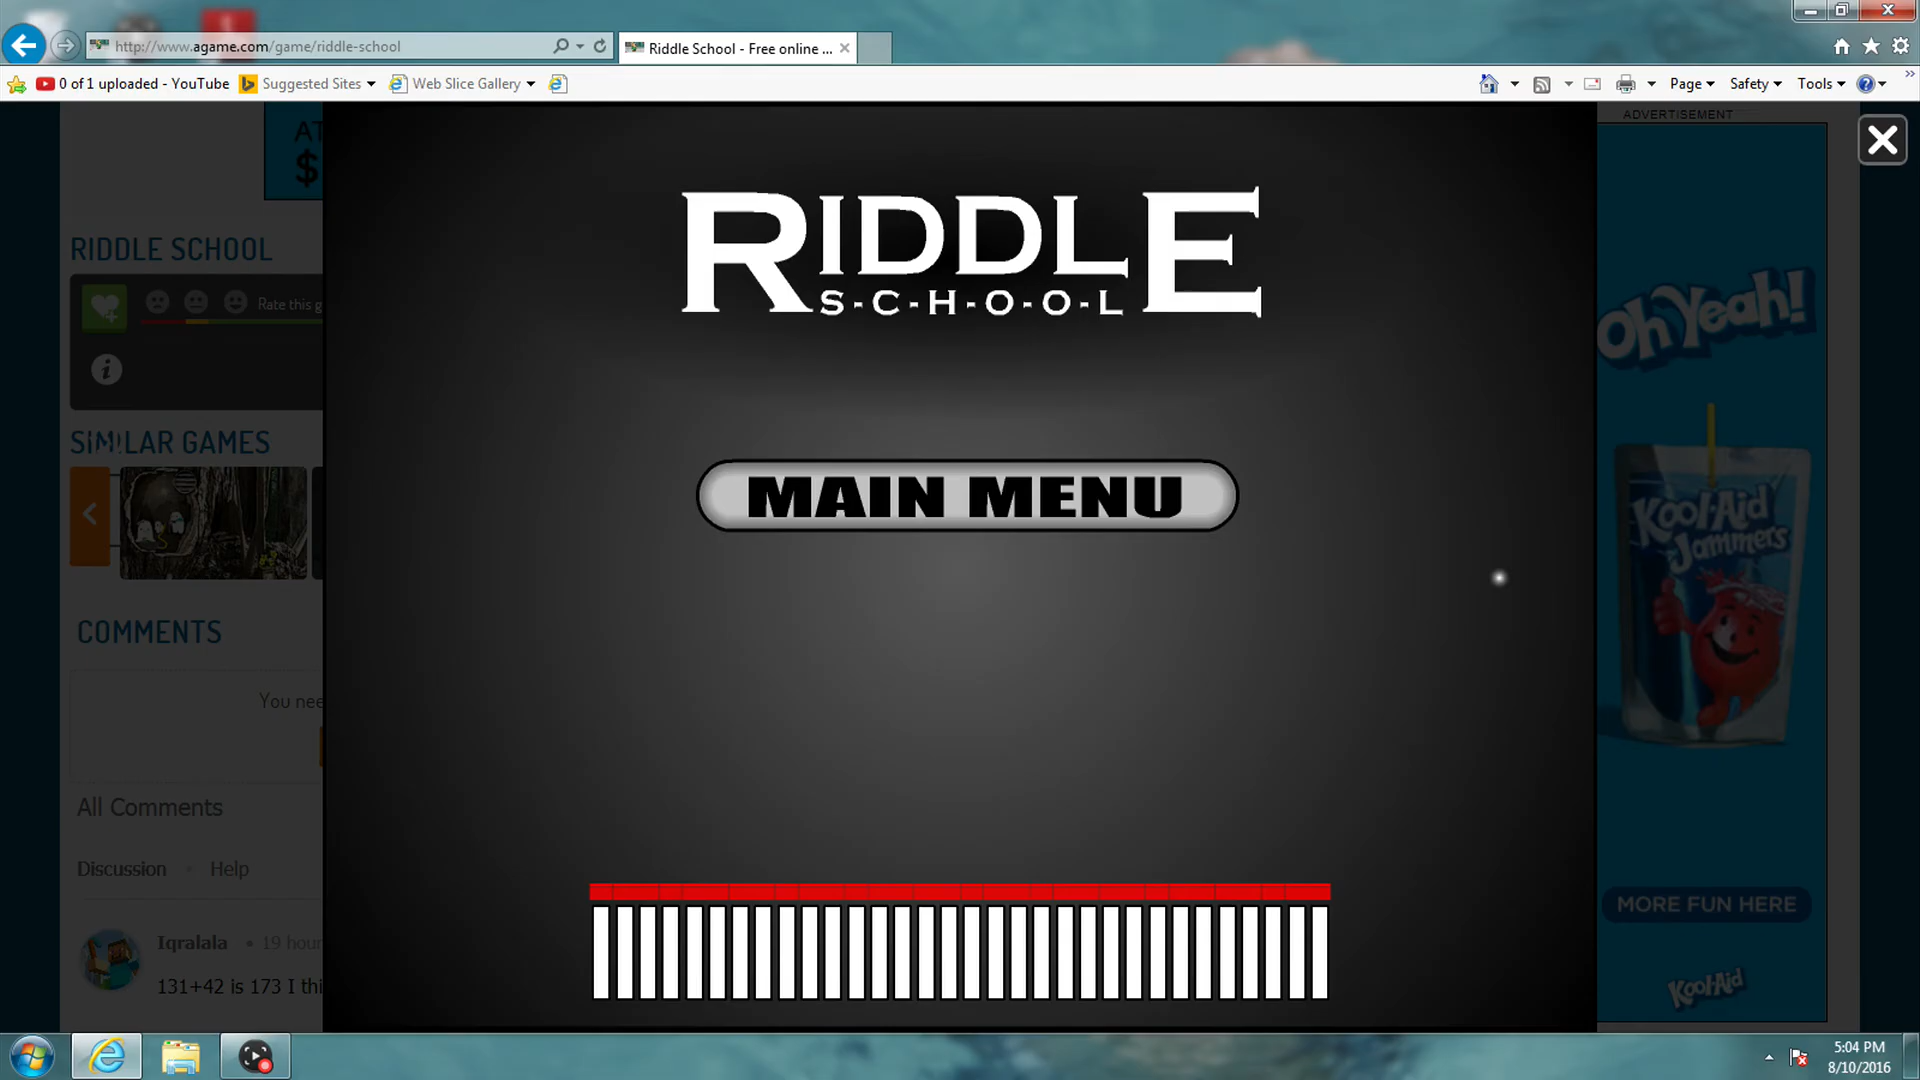 http://www.agame.com/game/riddle-school
Riddle School - Free online ...
0 of 1 uploaded - YouTube
Suggested Sites
Web Slice Gallery
Page
Safety
Tools
ADVERTISEMENT
AT
$
RIDDLE
S-C-H-O-O-L
RIDDLE SCHOOL
Rate this g
Oh Yeah!
SIMILAR GAMES
MAIN MENU
Kool-Aid
Jammers
COMMENTS
You nee
All Comments
Discussion • Help
MORE FUN HERE
Iqralala • 19 hour
131+42 is 173 I thi
Kool-Aid
5:04 PM
8/10/2016